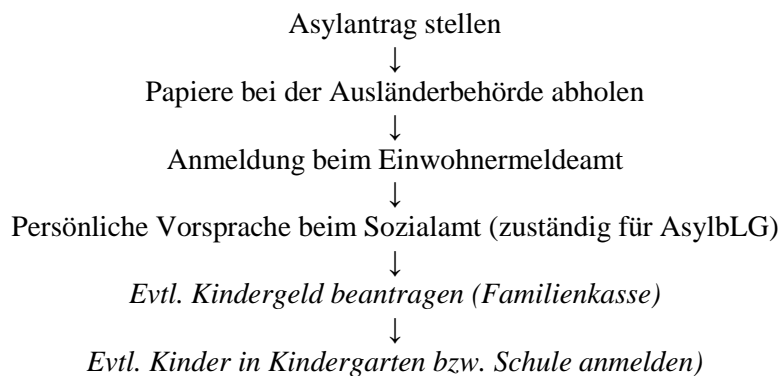 Asylantrag stellen
↓
Papiere bei der Ausländerbehörde abholen
↓
Anmeldung beim Einwohnermeldeamt
↓
Persönliche Vorsprache beim Sozialamt (zuständig für AsylbLG)
↓
Evtl. Kindergeld beantragen (Familienkasse)
↓
Evtl. Kinder in Kindergarten bzw. Schule anmelden)